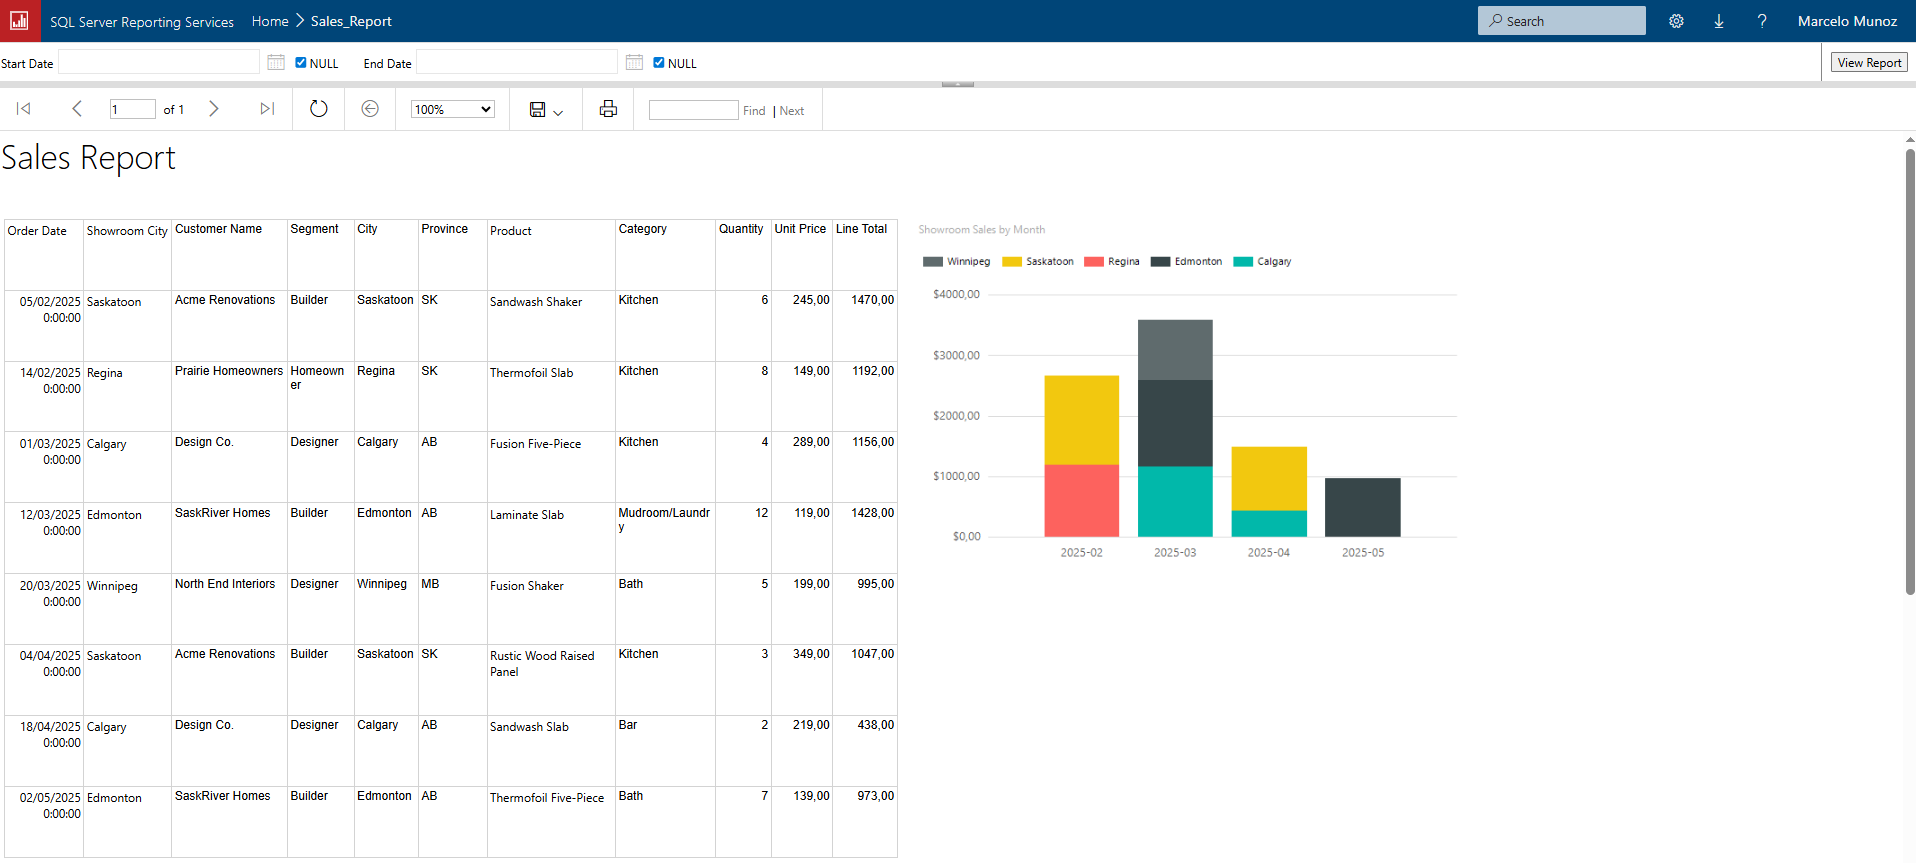 SQL Server Reporting Services Home > Sales_Report Search ? Marcelo Munoz
Start Date NULL End Date NULL View Report
1 of 1 100% Find | Next
Sales Report
Order Date Showroom City Customer Name Segment City Province Product Category Quantity Unit Price Line Total
05/02/2025 Saskatoon Acme Renovations Builder Saskatoon SK Sandwash Shaker Kitchen 6 245,00 1470,00
0:00:00
14/02/2025 Regina Prairie Homeowners Homeown Regina SK Thermofoil Slab Kitchen 8 149,00 1192,00
0:00:00 er
01/03/2025 Calgary Design Co. Designer Calgary AB Fusion Five-Piece Kitchen 4 289,00 1156,00
0:00:00
12/03/2025 Edmonton SaskRiver Homes Builder Edmonton AB Laminate Slab Mudroom/Laundr 12 119,00 1428,00
0:00:00 y
20/03/2025 Winnipeg North End Interiors Designer Winnipeg MB Fusion Shaker Bath 5 199,00 995,00
0:00:00
04/04/2025 Saskatoon Acme Renovations Builder Saskatoon SK Rustic Wood Raised Kitchen 3 349,00 1047,00
0:00:00 Panel
18/04/2025 Calgary Design Co. Designer Calgary AB Sandwash Slab Bar 2 219,00 438,00
0:00:00
02/05/2025 Edmonton SaskRiver Homes Builder Edmonton AB Thermofoil Five-Piece Bath 7 139,00 973,00
0:00:00
Showroom Sales by Month
Winnipeg Saskatoon Regina Edmonton Calgary
$4000,00
$3000,00
$2000,00
$1000,00
$0,00
2025-02 2025-03 2025-04 2025-05